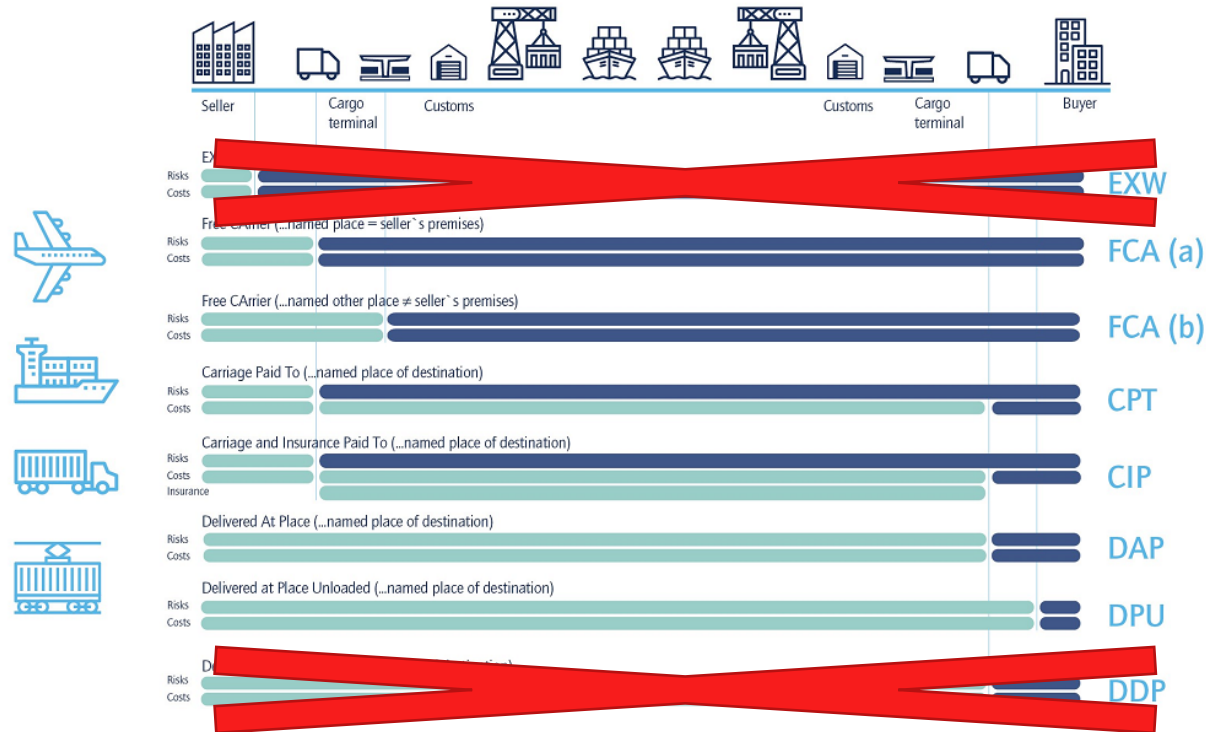 Seller
Cargo
terminal
Customs
Customs
Cargo
terminal
Buyer
Risks
Costs
EXW
Free CArrier (...named place = seller`s premises)
Risks
Costs
FCA (a)
Free CArrier (...named other place ≠ seller`s premises)
Risks
Costs
FCA (b)
Carriage Paid To (...named place of destination)
Risks
Costs
CPT
Carriage and Insurance Paid To (...named place of destination)
Risks
Costs
Insurance
CIP
Delivered At Place (...named place of destination)
Risks
Costs
DAP
Delivered at Place Unloaded (...named place of destination)
Risks
Costs
DPU
Risks
Costs
DDP